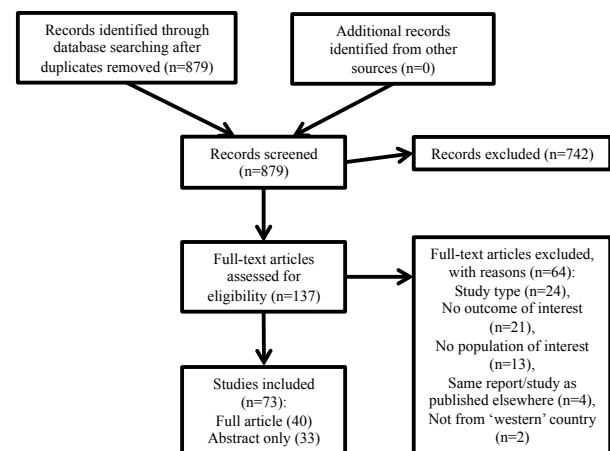 Records identified through
database searching after
duplicates removed (n=879)
Additional records
identified from other
sources (n=0)
Records screened
(n=879)
Records excluded (n=742)
Full-text articles
assessed for
eligibility (n=137)
Full-text articles excluded,
with reasons (n=64):
Study type (n=24),
No outcome of interest
(n=21),
No population of interest
(n=13),
Same report/study as
published elsewhere (n=4),
Not from ‘western’ country
(n=2)
Studies included
(n=73):
Full article (40)
Abstract only (33)